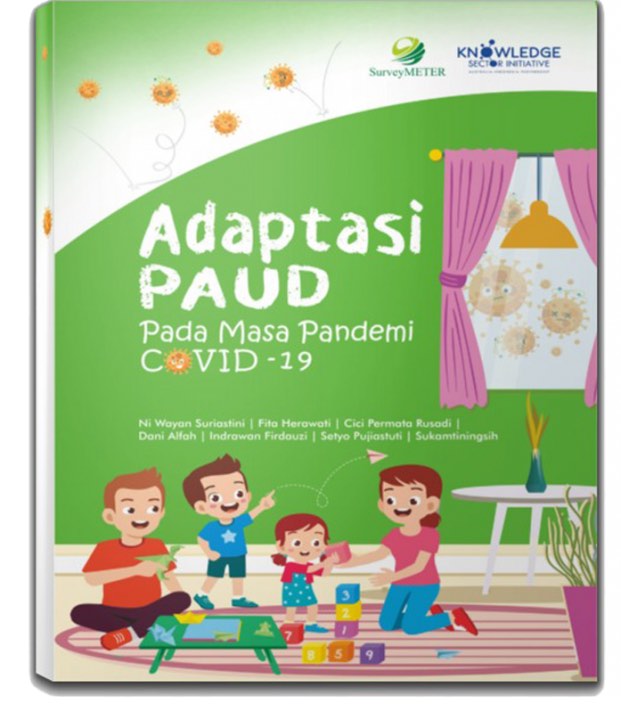 SurveyMETER
KNOWLEDGE
SECTOR INITIATIVE
Adaptasi
PAUD
Pada Masa Pandemi
COVID -19
Ni Wayan Suriastini | Fita Herawati | Cici Permata Rusadi |
Dani Alfah | Indrawan Firdauzi | Setyo Pujiastuti | Sukamtiningsih
3
2
1
7
8 5 9